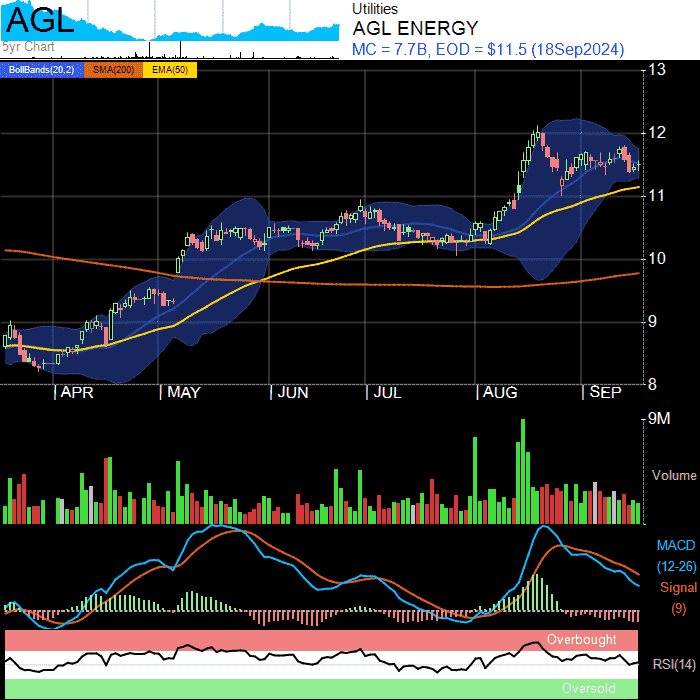 AGL
5yr Chart
Utilities
AGL ENERGY
MC = 7.7B, EOD = $11.5 (18Sep2024)
BollBands(20,2) SMA(200) EMA(50)
13
12
11
10
9
8
APR MAY JUN JUL AUG SEP
9M
Volume
MACD
(12-26)
Signal
(9)
Overbought
RSI(14)
Oversold